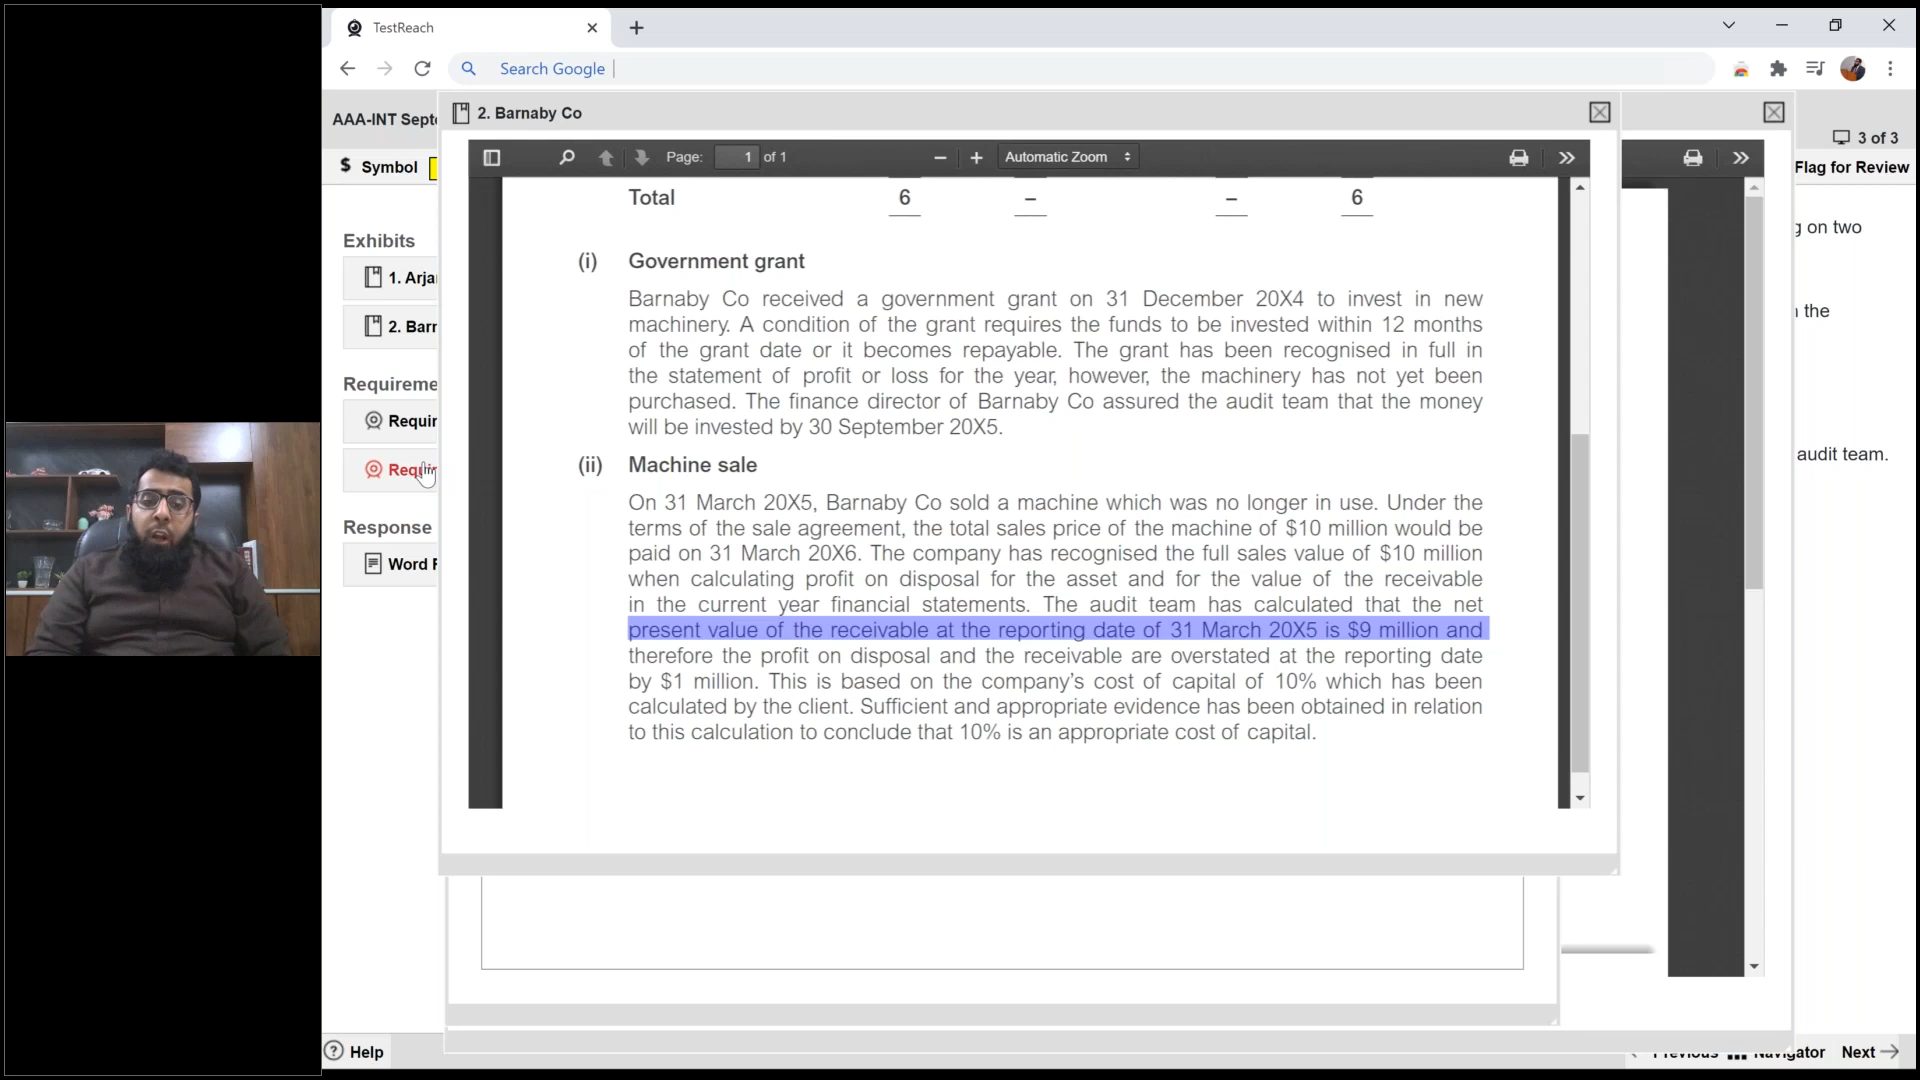 TestReach
Search Google
2. Barnaby Co
AAA-INT Septe
3 of 3
$ Symbol
Page: 1 of 1
Automatic Zoom
Flag for Review
Total 6 – – 6
g on two
Exhibits
(i) Government grant
1. Arja
Barnaby Co received a government grant on 31 December 20X4 to invest in new
the
machinery. A condition of the grant requires the funds to be invested within 12 months
2. Barn
of the grant date or it becomes repayable. The grant has been recognised in full in
Requireme
the statement of profit or loss for the year, however, the machinery has not yet been
purchased. The finance director of Barnaby Co assured the audit team that the money
Requir
will be invested by 30 September 20X5.
audit team.
(ii) Machine sale
Requir
On 31 March 20X5, Barnaby Co sold a machine which was no longer in use. Under the
Response
terms of the sale agreement, the total sales price of the machine of $10 million would be
paid on 31 March 20X6. The company has recognised the full sales value of $10 million
Word P
when calculating profit on disposal for the asset and for the value of the receivable
in the current year financial statements. The audit team has calculated that the net
present value of the receivable at the reporting date of 31 March 20X5 is $9 million and
therefore the profit on disposal and the receivable are overstated at the reporting date
by $1 million. This is based on the company's cost of capital of 10% which has been
calculated by the client. Sufficient and appropriate evidence has been obtained in relation
to this calculation to conclude that 10% is an appropriate cost of capital.
Help
Previous
Navigator
Next